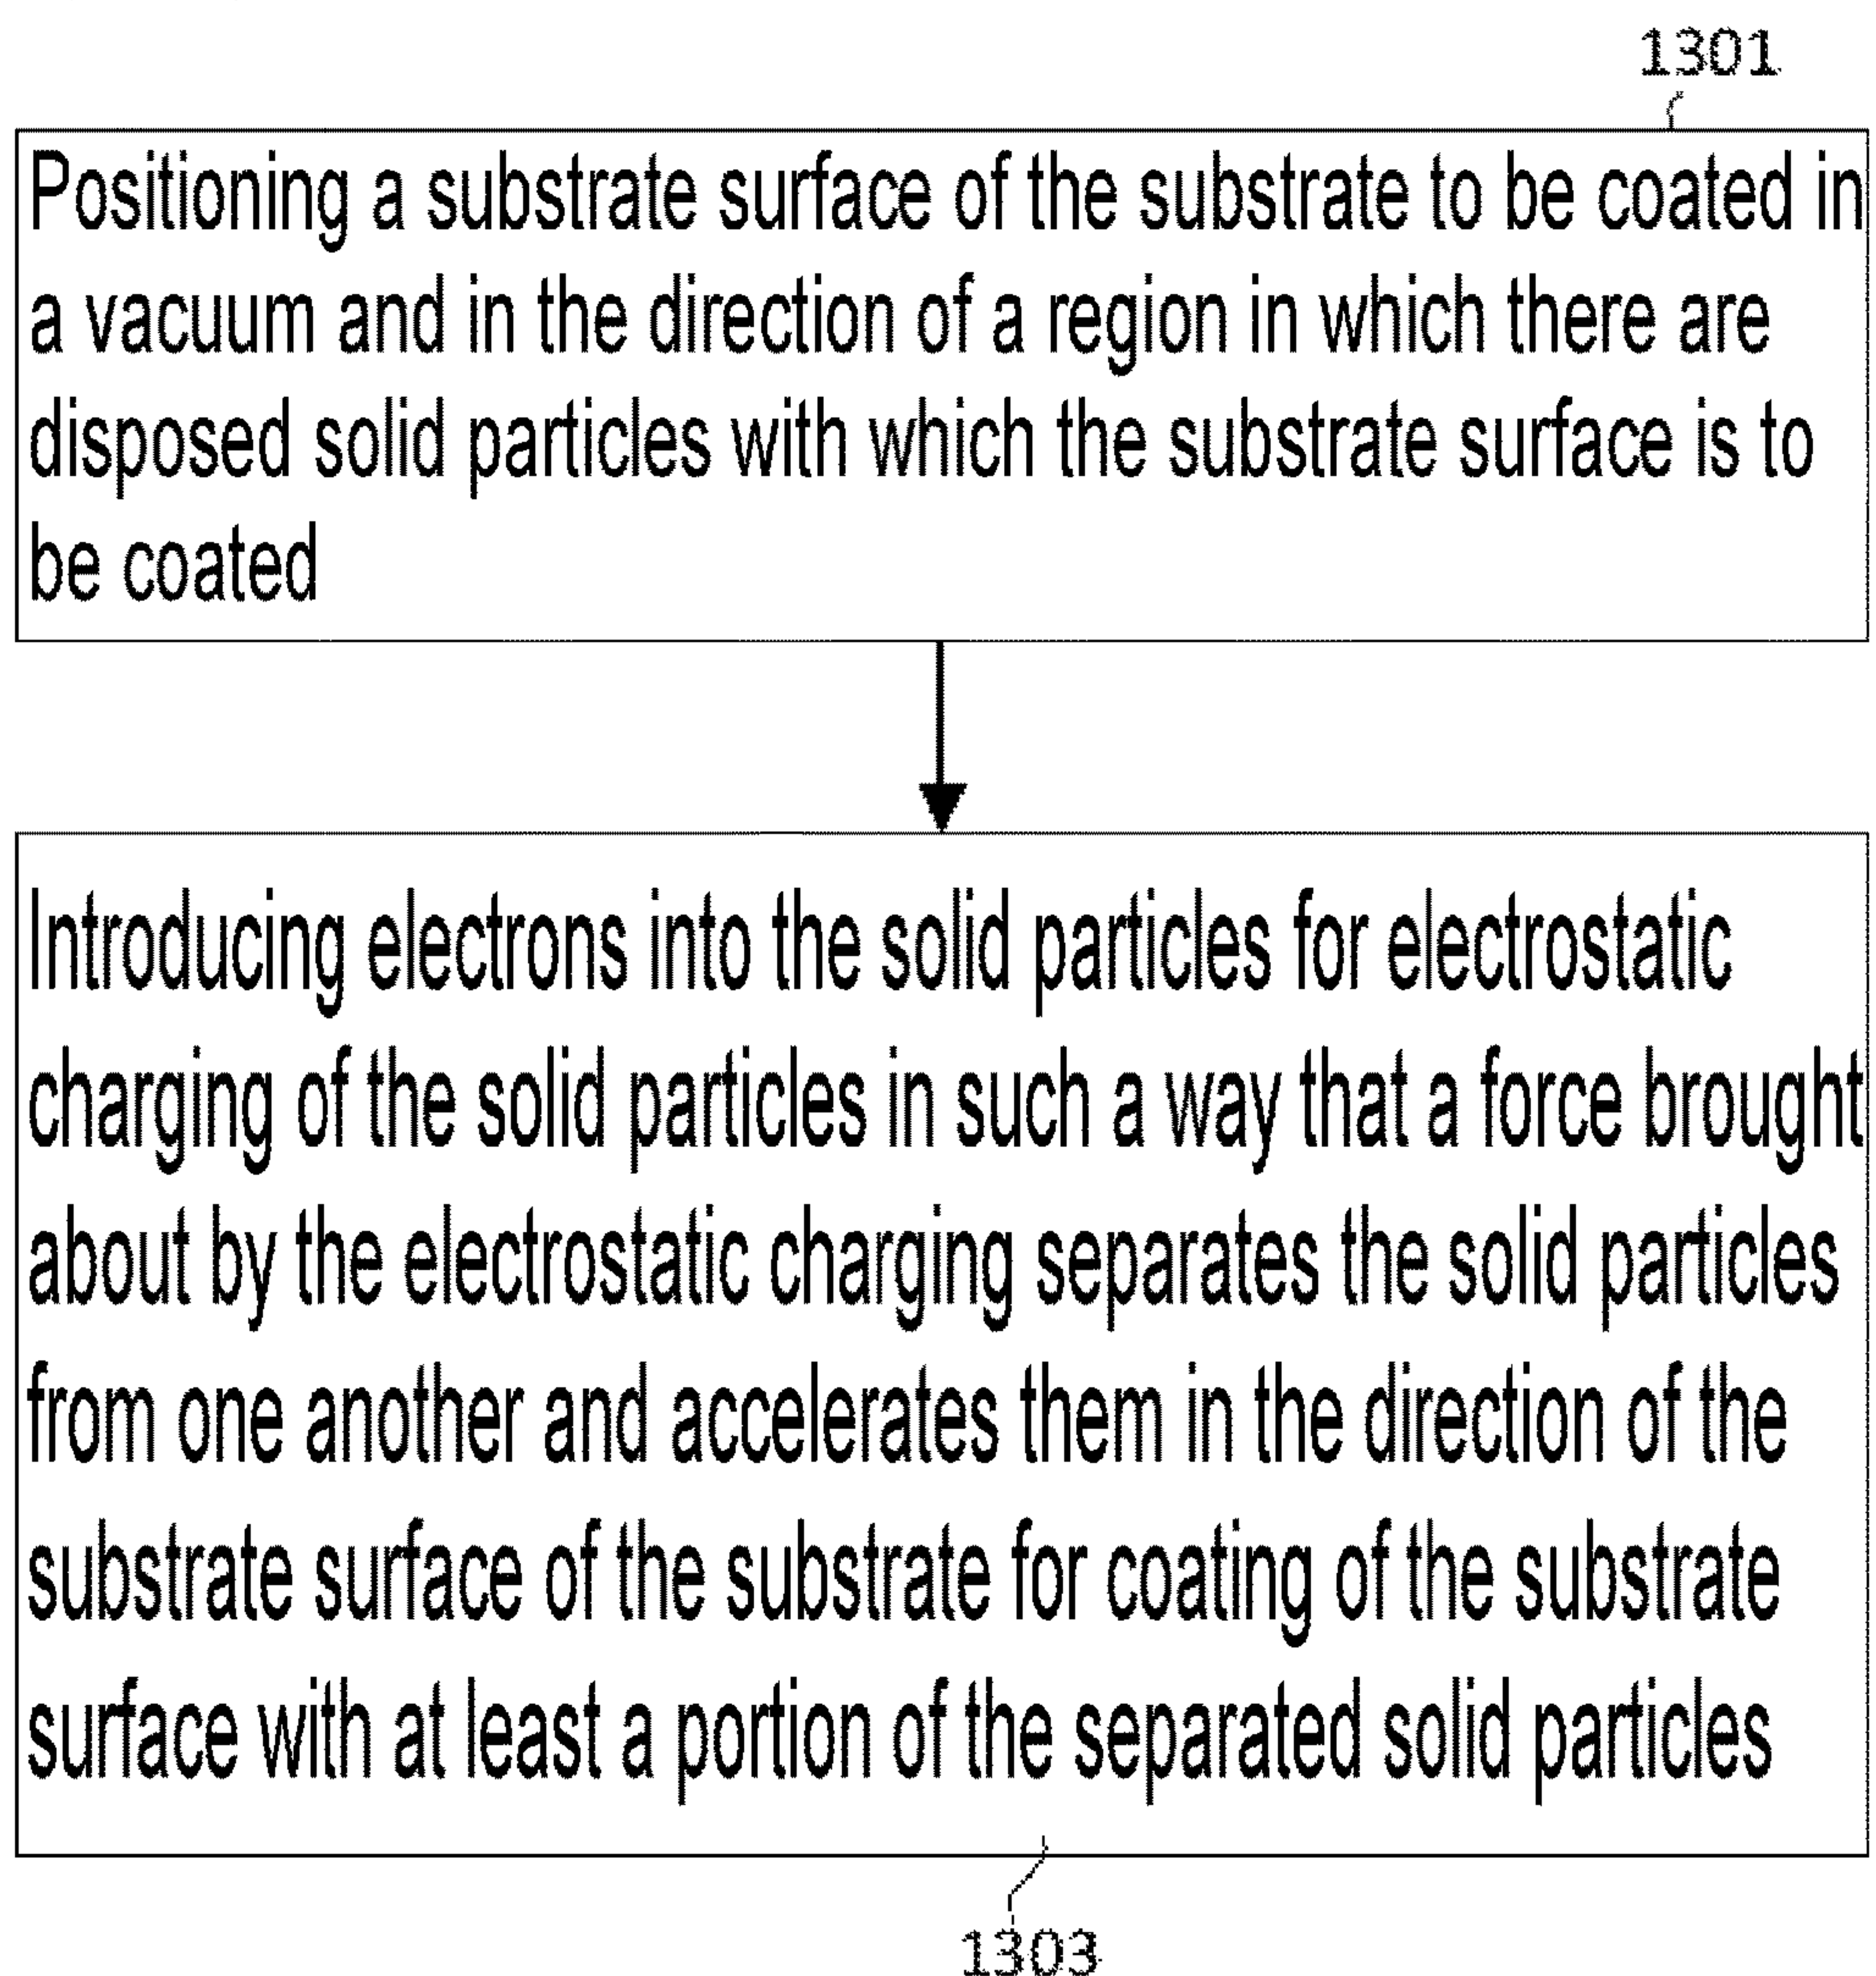 1301
Positioning a substrate surface of the substrate to be coated in
a vacuum and in the direction of a region in which there are
disposed solid particles with which the substrate surface is to
be coated
Introducing electrons into the solid particles for electrostatic
charging of the solid particles in such a way that a force brought
about by the electrostatic charging separates the solid particles
from one another and accelerates them in the direction of the
substrate surface of the substrate for coating of the substrate
surface with at least a portion of the separated solid particles
1303